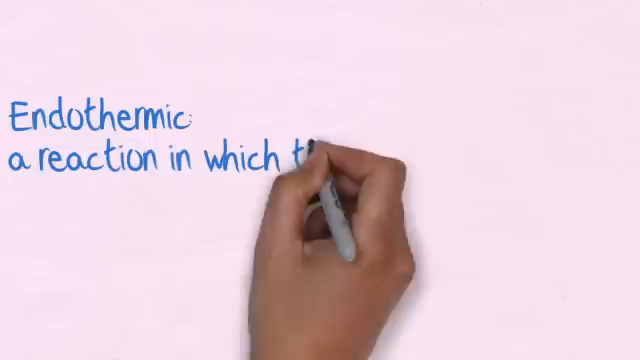 Endothermic:
a reaction in which t